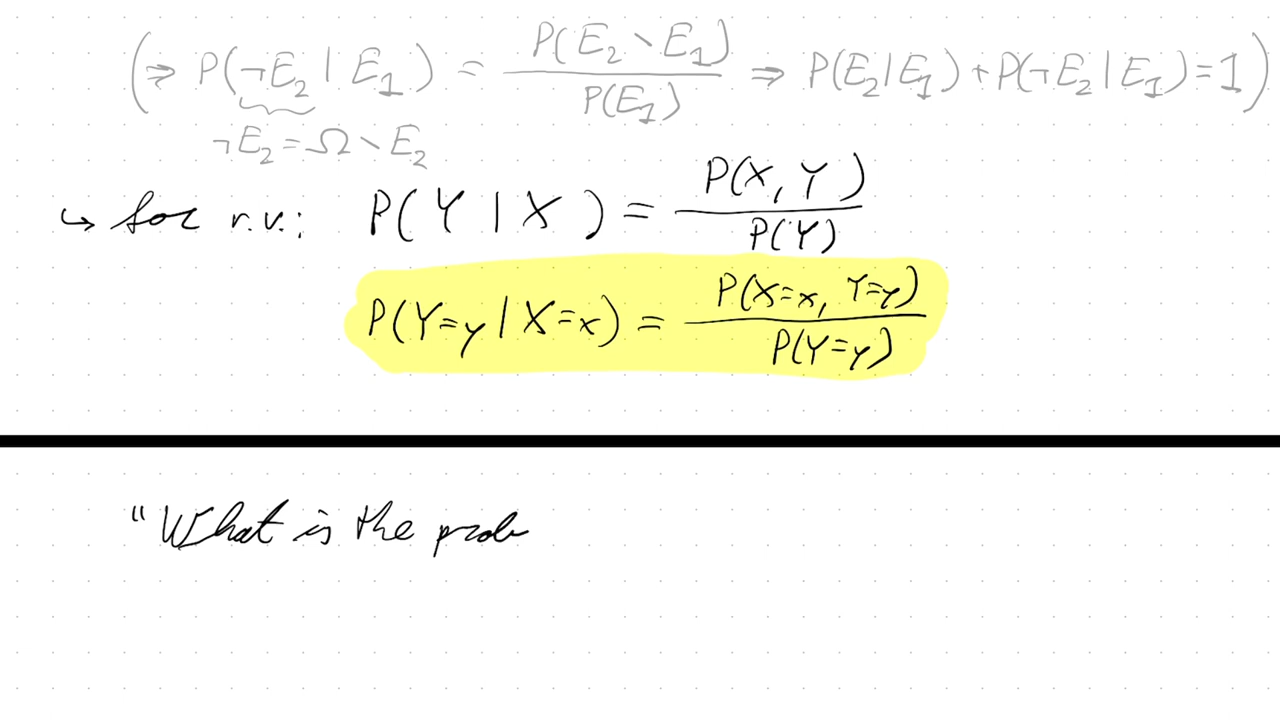 (⇒ P(¬E₂ | E₁) = P(E₂ \ E₁) / P(E₁) ⇒ P(E₂|E₁) + P(¬E₂|E₁) = 1)
¬E₂ = Ω \ E₂
↪ for r.v.: P(Y | X) = P(X, Y) / P(Y)
P(Y=y | X=x) = P(X=x, Y=y) / P(Y=y)
"What is the prob